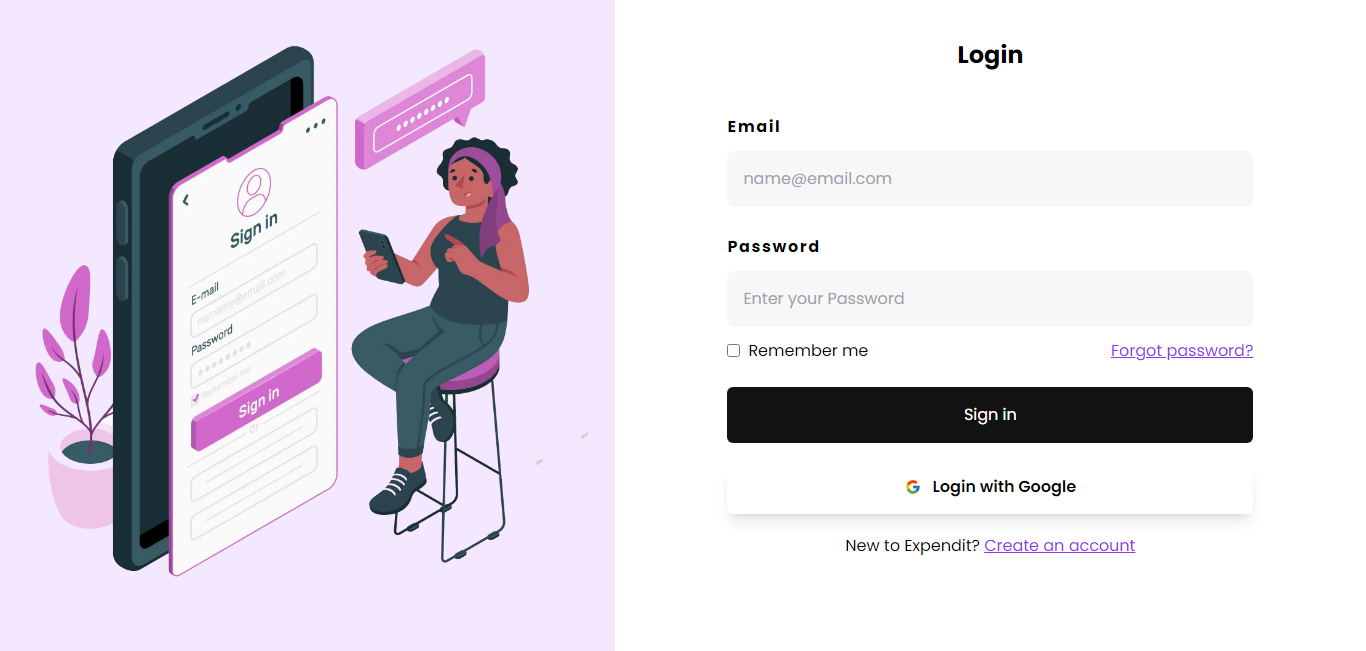 Sign in
E-mail
myname@email.com
Password
Remember me
Sign in
Or
Login
Email
name@email.com
Password
Enter your Password
Remember me
Forgot password?
Sign in
Login with Google
New to Expendit? Create an account